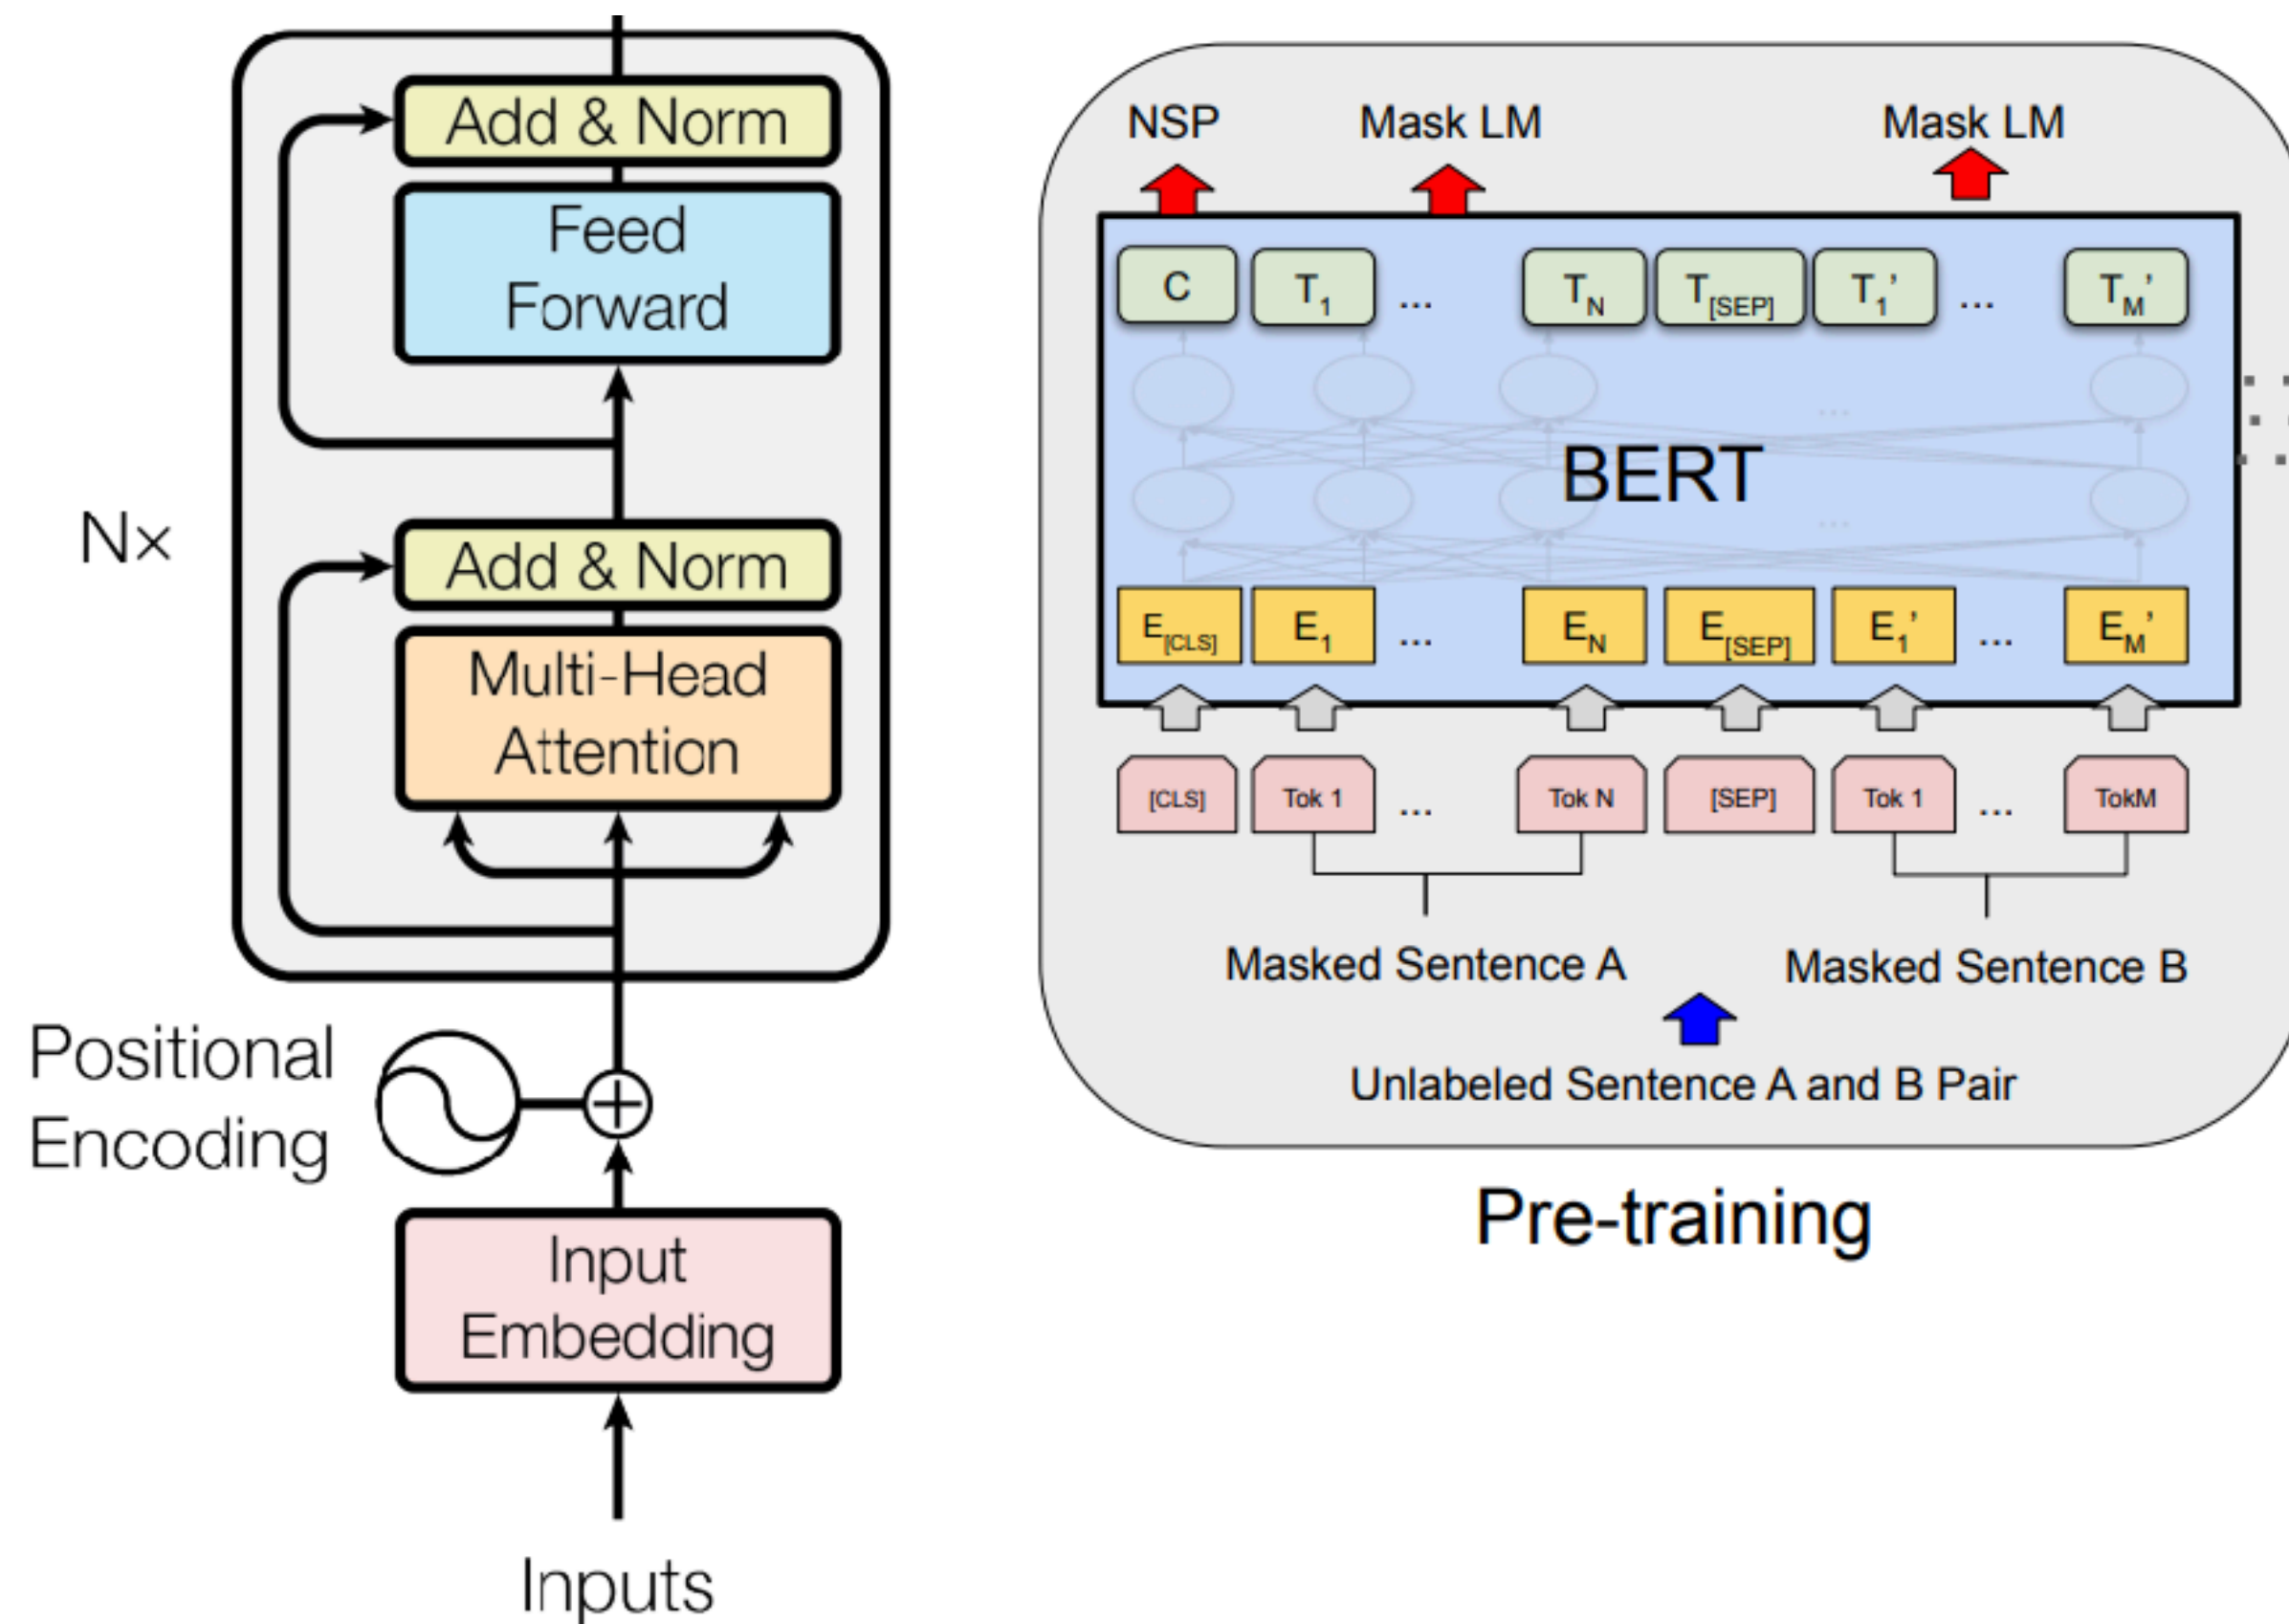 Add & Norm
Feed
Forward
N×
Add & Norm
Multi-Head
Attention
Positional
Encoding
Input
Embedding
Inputs
NSP Mask LM Mask LM
C T1 ... TN T[SEP] T1' ... TM'
...
BERT
...
E[CLS] E1 ... EN E[SEP] E1' ... EM'
[CLS] Tok 1 ... Tok N [SEP] Tok 1 ... TokM
Masked Sentence A Masked Sentence B
Unlabeled Sentence A and B Pair
Pre-training